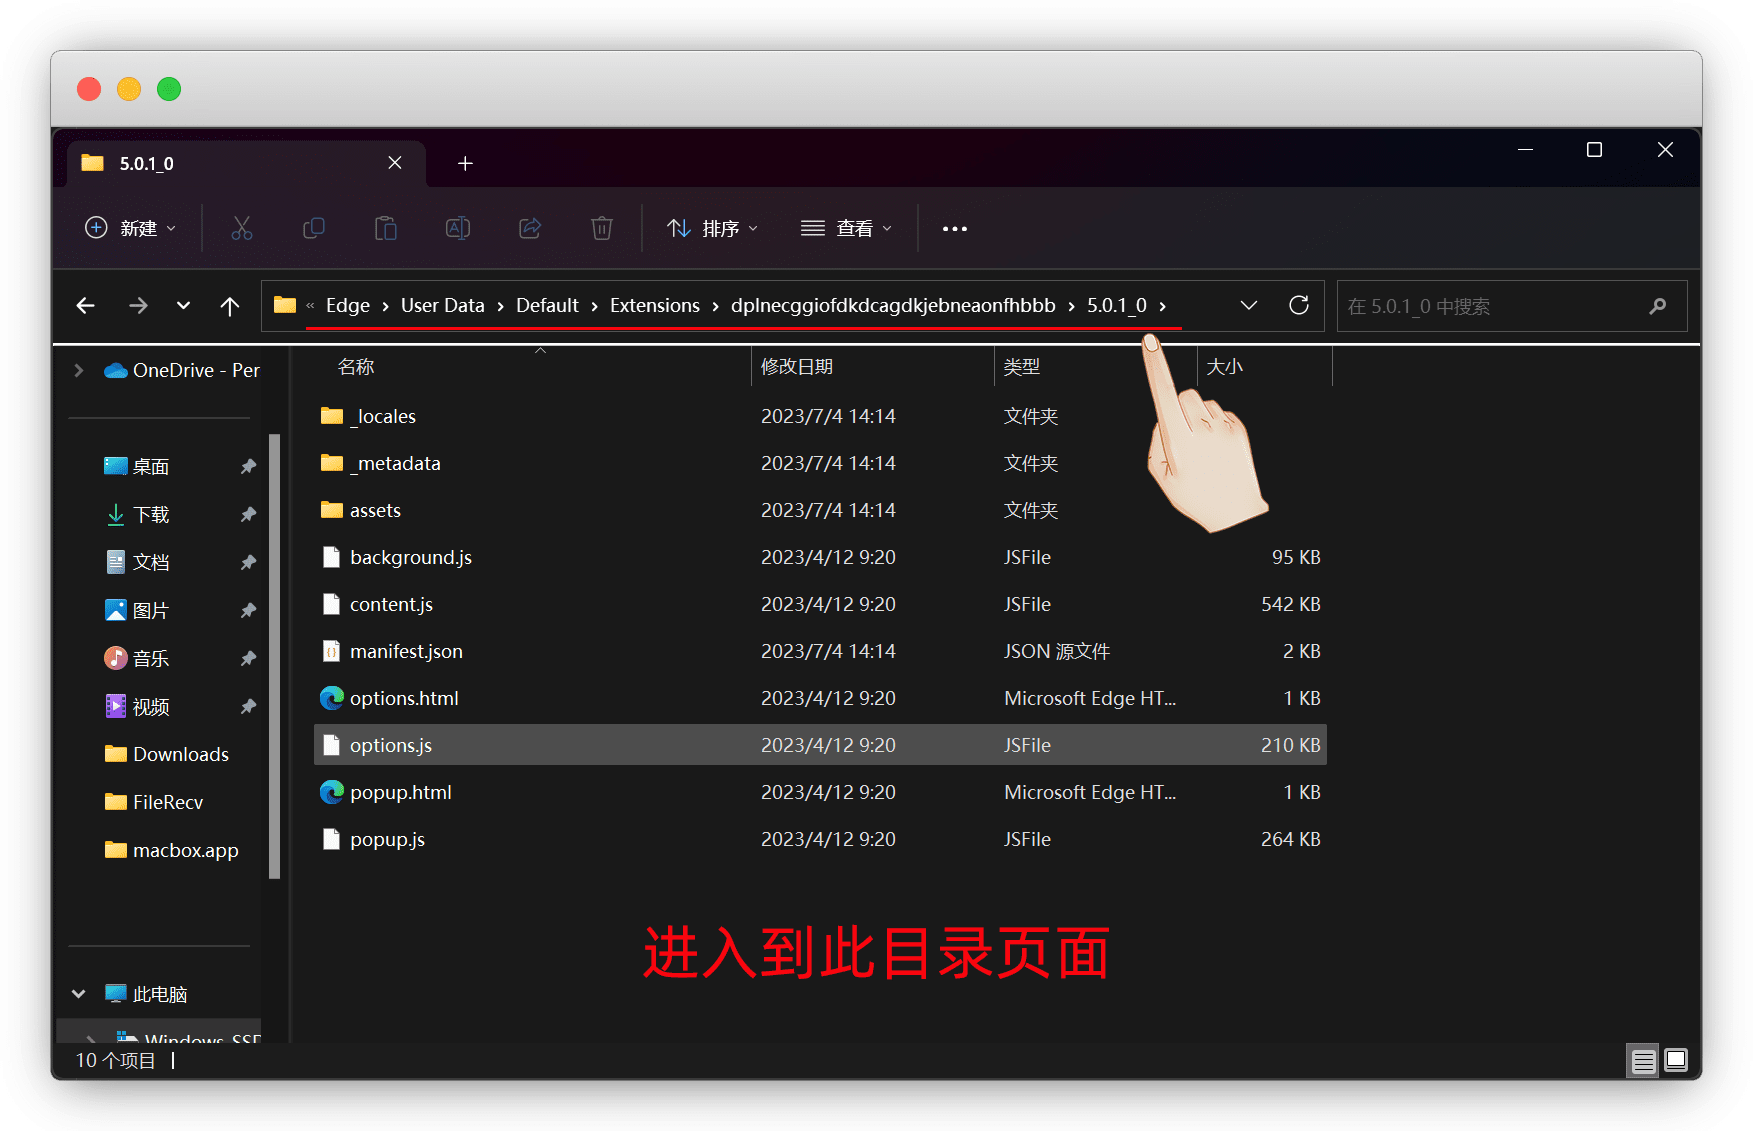 5.0.1_0
新建
排序
查看
« Edge › User Data › Default › Extensions › dplnecggiofdkdcagdkjebneaonfhbbb › 5.0.1_0 ›
在 5.0.1_0 中搜索
OneDrive - Per
桌面
下载
文档
图片
音乐
视频
Downloads
FileRecv
macbox.app
此电脑
Windows-SSD
名称 修改日期 类型 大小
_locales 2023/7/4 14:14 文件夹
_metadata 2023/7/4 14:14 文件夹
assets 2023/7/4 14:14 文件夹
background.js 2023/4/12 9:20 JSFile 95 KB
content.js 2023/4/12 9:20 JSFile 542 KB
manifest.json 2023/7/4 14:14 JSON 源文件 2 KB
options.html 2023/4/12 9:20 Microsoft Edge HT... 1 KB
options.js 2023/4/12 9:20 JSFile 210 KB
popup.html 2023/4/12 9:20 Microsoft Edge HT... 1 KB
popup.js 2023/4/12 9:20 JSFile 264 KB
进入到此目录页面
10 个项目